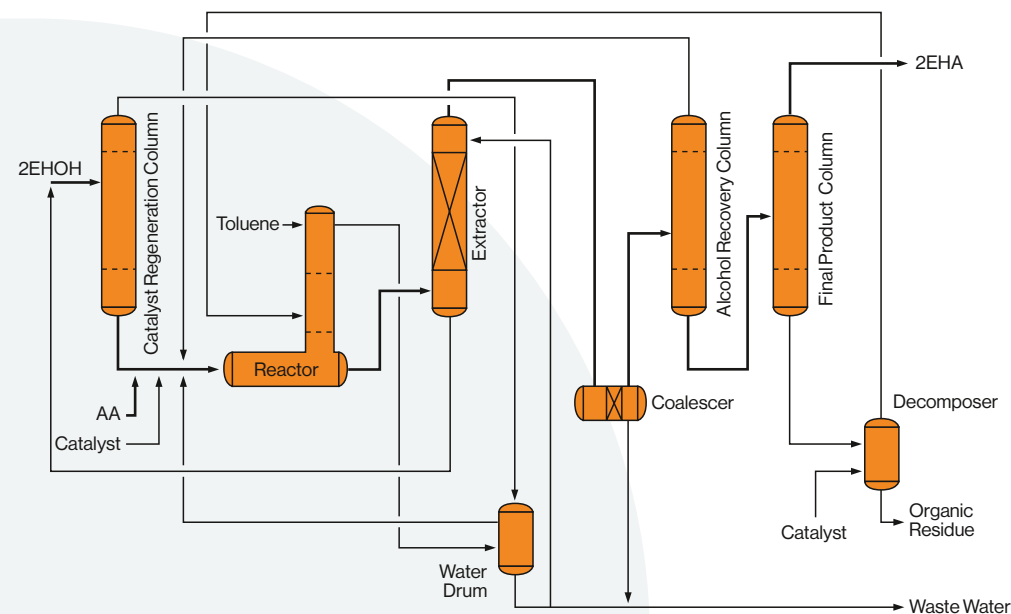 2EHA
2EHOH
Catalyst Regeneration Column
Toluene
Extractor
Alcohol Recovery Column
Final Product Column
Reactor
AA
Catalyst
Coalescer
Decomposer
Catalyst
Organic
Residue
Water
Drum
Waste Water